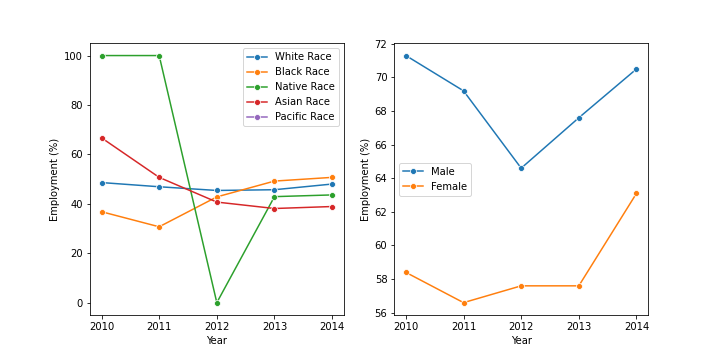 100
80
60
40
20
0
Employment (%)
2010 2011 2012 2013 2014
Year
White Race
Black Race
Native Race
Asian Race
Pacific Race
72
70
68
66
64
62
60
58
56
Employment (%)
2010 2011 2012 2013 2014
Year
Male
Female